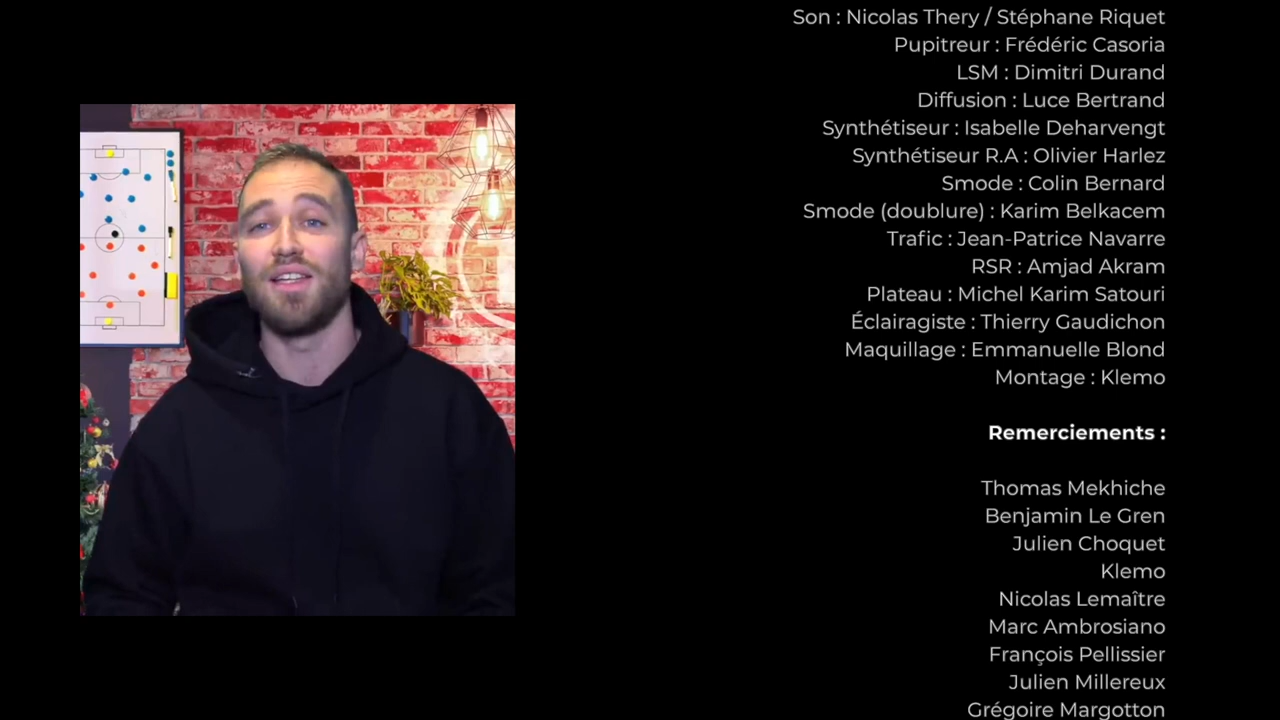 Son : Nicolas Thery / Stéphane Riquet
Pupitreur : Frédéric Casoria
LSM : Dimitri Durand
Diffusion : Luce Bertrand
Synthétiseur : Isabelle Deharvengt
Synthétiseur R.A : Olivier Harlez
Smode : Colin Bernard
Smode (doublure) : Karim Belkacem
Trafic : Jean-Patrice Navarre
RSR : Amjad Akram
Plateau : Michel Karim Satouri
Éclairagiste : Thierry Gaudichon
Maquillage : Emmanuelle Blond
Montage : Klemo
Remerciements :
Thomas Mekhiche
Benjamin Le Gren
Julien Choquet
Klemo
Nicolas Lemaître
Marc Ambrosiano
François Pellissier
Julien Millereux
Grégoire Margotton